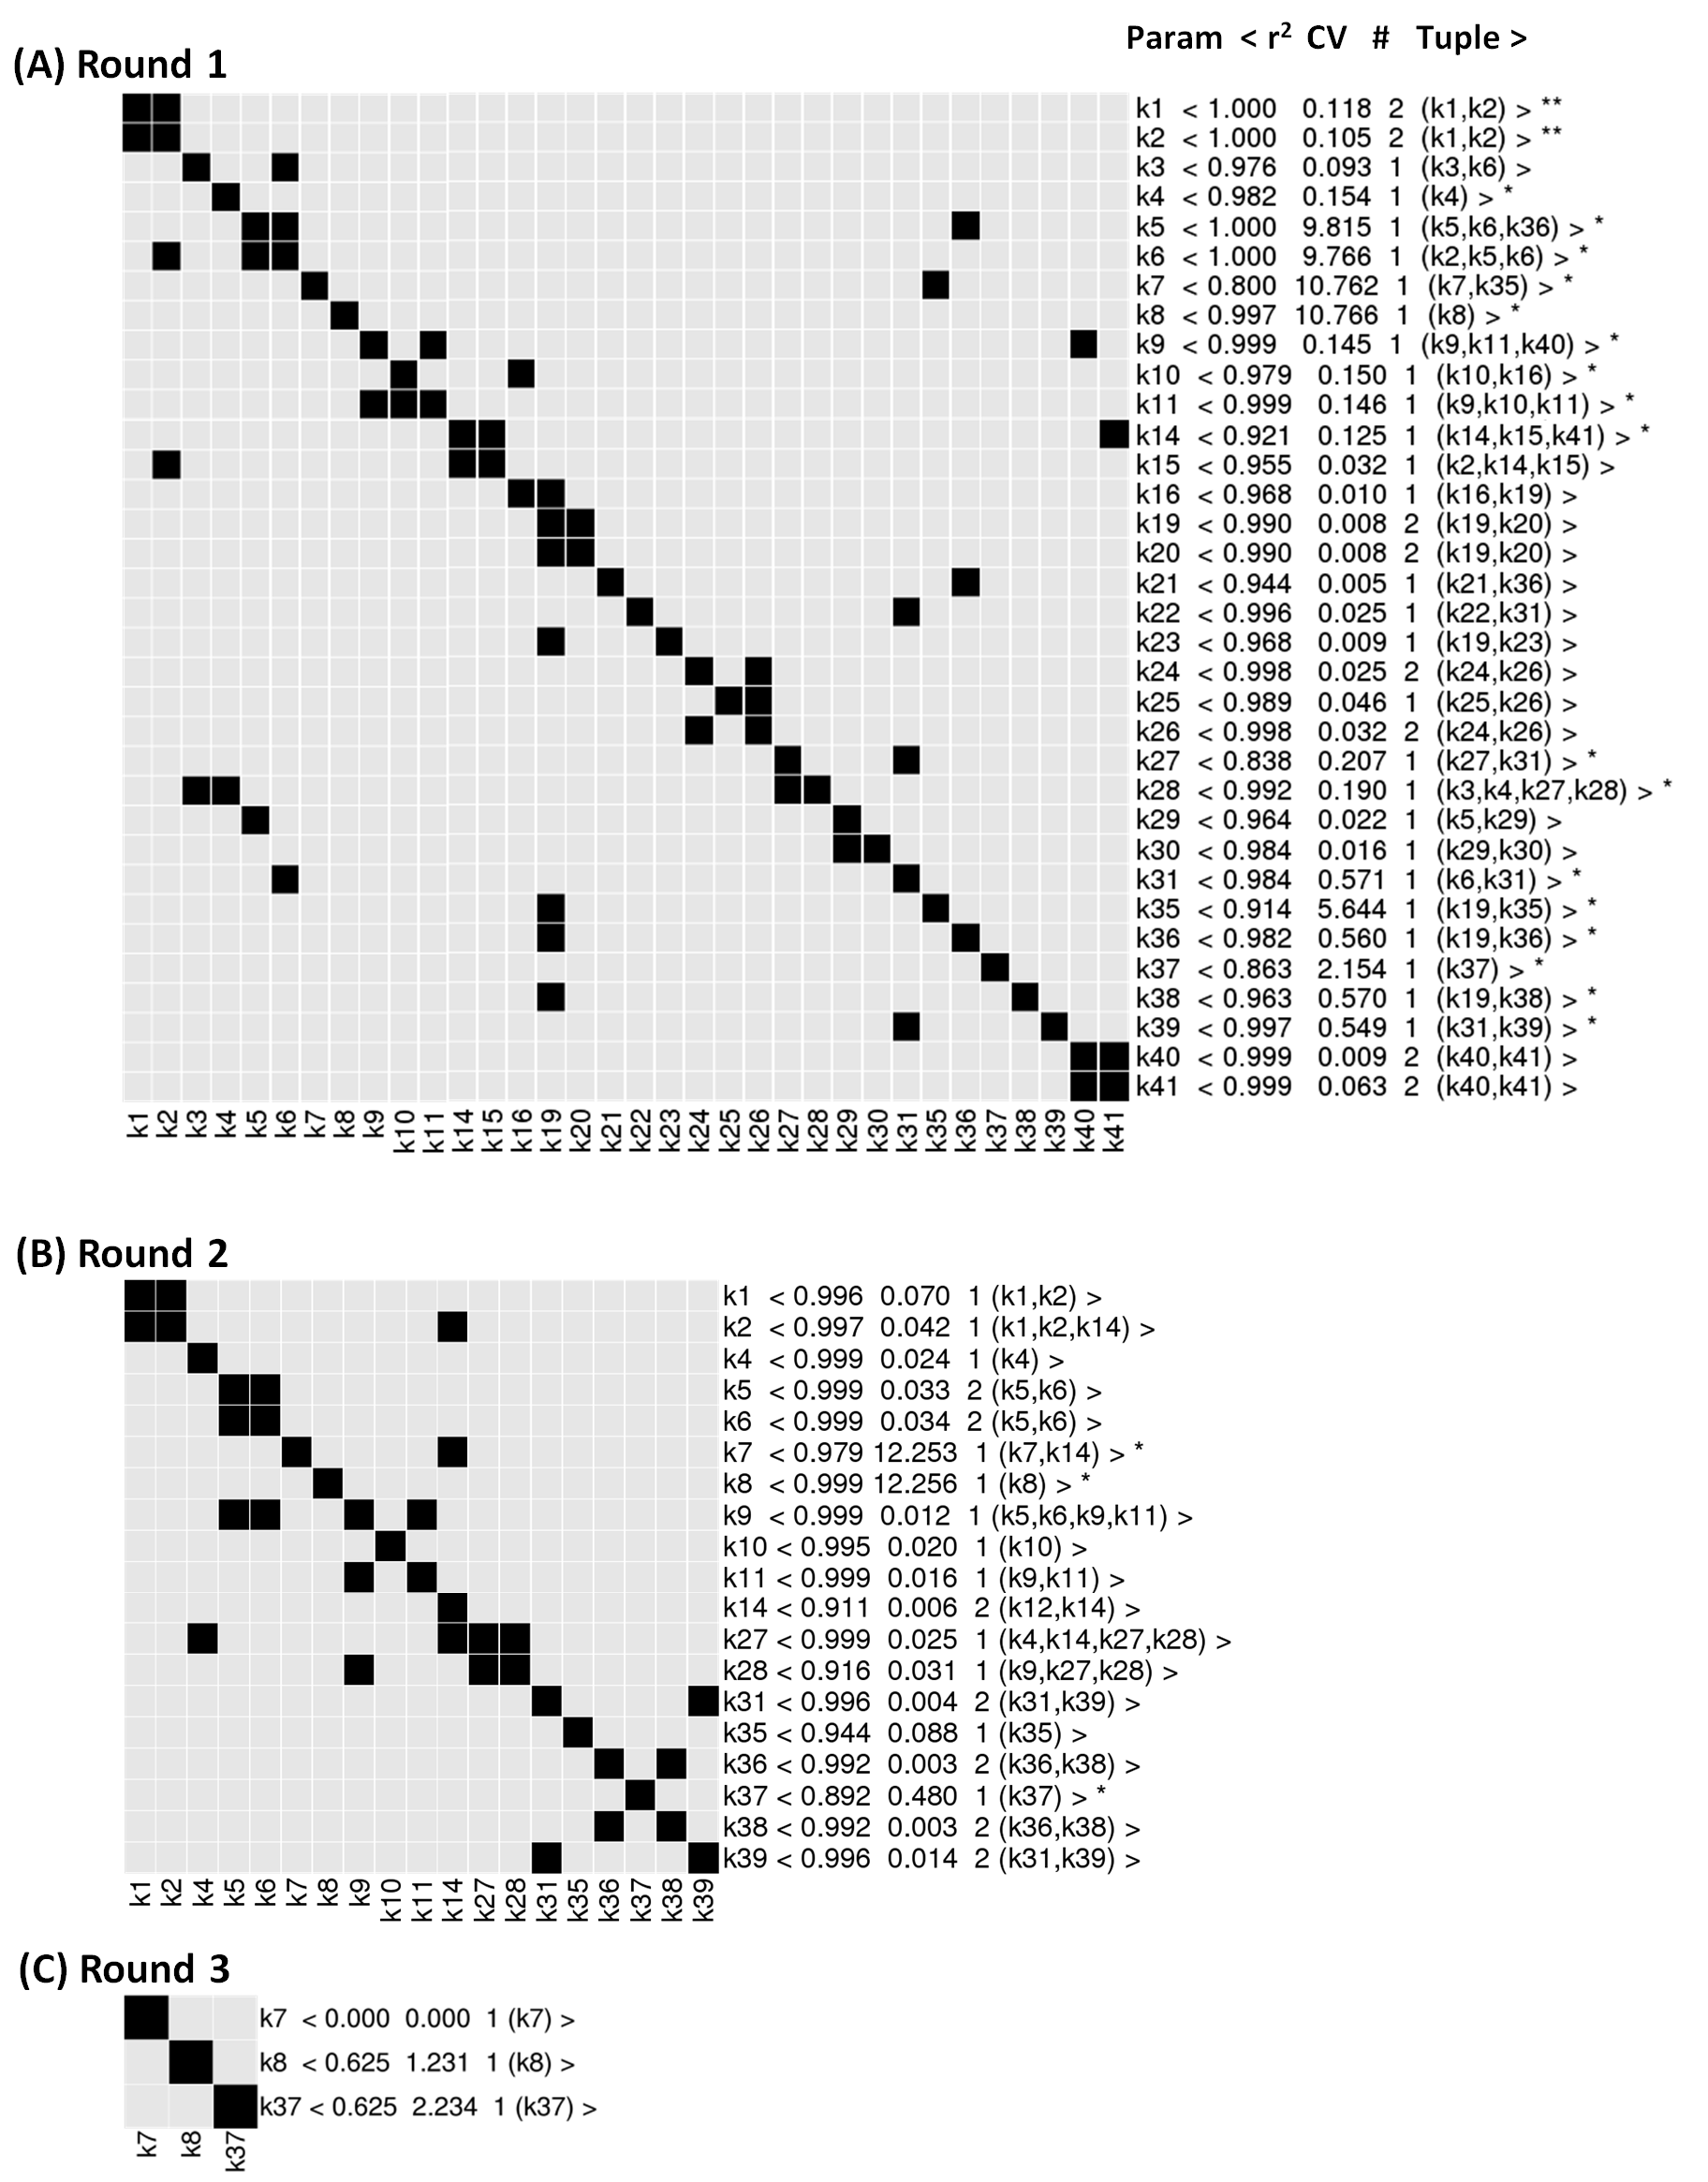 Param < r² CV # Tuple >
(A) Round 1
k1 < 1.000 0.118 2 (k1,k2) > **
k2 < 1.000 0.105 2 (k1,k2) > **
k3 < 0.976 0.093 1 (k3,k6) >
k4 < 0.982 0.154 1 (k4) > *
k5 < 1.000 9.815 1 (k5,k6,k36) > *
k6 < 1.000 9.766 1 (k2,k5,k6) > *
k7 < 0.800 10.762 1 (k7,k35) > *
k8 < 0.997 10.766 1 (k8) > *
k9 < 0.999 0.145 1 (k9,k11,k40) > *
k10 < 0.979 0.150 1 (k10,k16) > *
k11 < 0.999 0.146 1 (k9,k10,k11) > *
k14 < 0.921 0.125 1 (k14,k15,k41) > *
k15 < 0.955 0.032 1 (k2,k14,k15) >
k16 < 0.968 0.010 1 (k16,k19) >
k19 < 0.990 0.008 2 (k19,k20) >
k20 < 0.990 0.008 2 (k19,k20) >
k21 < 0.944 0.005 1 (k21,k36) >
k22 < 0.996 0.025 1 (k22,k31) >
k23 < 0.968 0.009 1 (k19,k23) >
k24 < 0.998 0.025 2 (k24,k26) >
k25 < 0.989 0.046 1 (k25,k26) >
k26 < 0.998 0.032 2 (k24,k26) >
k27 < 0.838 0.207 1 (k27,k31) > *
k28 < 0.992 0.190 1 (k3,k4,k27,k28) > *
k29 < 0.964 0.022 1 (k5,k29) >
k30 < 0.984 0.016 1 (k29,k30) >
k31 < 0.984 0.571 1 (k6,k31) > *
k35 < 0.914 5.644 1 (k19,k35) > *
k36 < 0.982 0.560 1 (k19,k36) > *
k37 < 0.863 2.154 1 (k37) > *
k38 < 0.963 0.570 1 (k19,k38) > *
k39 < 0.997 0.549 1 (k31,k39) > *
k40 < 0.999 0.009 2 (k40,k41) >
k41 < 0.999 0.063 2 (k40,k41) >
k1 k2 k3 k4 k5 k6 k7 k8 k9 k10 k11 k14 k15 k16 k19 k20 k21 k22 k23 k24 k25 k26 k27 k28 k29 k30 k31 k35 k36 k37 k38 k39 k40 k41
(B) Round 2
k1 < 0.996 0.070 1 (k1,k2) >
k2 < 0.997 0.042 1 (k1,k2,k14) >
k4 < 0.999 0.024 1 (k4) >
k5 < 0.999 0.033 2 (k5,k6) >
k6 < 0.999 0.034 2 (k5,k6) >
k7 < 0.979 12.253 1 (k7,k14) > *
k8 < 0.999 12.256 1 (k8) > *
k9 < 0.999 0.012 1 (k5,k6,k9,k11) >
k10 < 0.995 0.020 1 (k10) >
k11 < 0.999 0.016 1 (k9,k11) >
k14 < 0.911 0.006 2 (k12,k14) >
k27 < 0.999 0.025 1 (k4,k14,k27,k28) >
k28 < 0.916 0.031 1 (k9,k27,k28) >
k31 < 0.996 0.004 2 (k31,k39) >
k35 < 0.944 0.088 1 (k35) >
k36 < 0.992 0.003 2 (k36,k38) >
k37 < 0.892 0.480 1 (k37) > *
k38 < 0.992 0.003 2 (k36,k38) >
k39 < 0.996 0.014 2 (k31,k39) >
k1 k2 k4 k5 k6 k7 k8 k9 k10 k11 k14 k27 k28 k31 k35 k36 k37 k38 k39
(C) Round 3
k7 < 0.000 0.000 1 (k7) >
k8 < 0.625 1.231 1 (k8) >
k37 < 0.625 2.234 1 (k37) >
k7 k8 k37